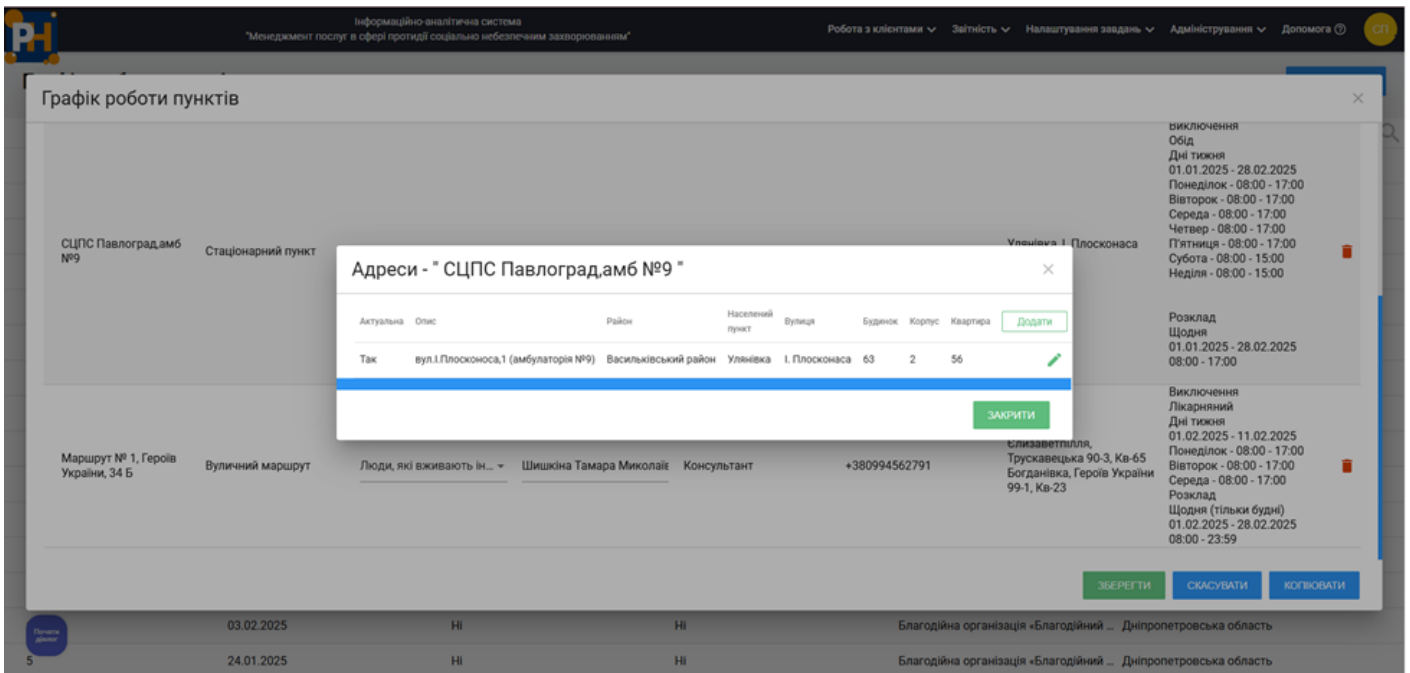 PH
Інформаційно-аналітична система
"Менеджмент послуг в сфері протидії соціально небезпечним захворюванням"
Робота з клієнтами Звітність Налаштування завдань Адміністрування Допомога СП
Графік роботи пунктів
СЦПС Павлоград,амб
№9
Стаціонарний пункт
Улянівка, І. Плосконаса
Виключення
Обід
Дні тижня
01.01.2025 - 28.02.2025
Понеділок - 08:00 - 17:00
Вівторок - 08:00 - 17:00
Середа - 08:00 - 17:00
Четвер - 08:00 - 17:00
П'ятниця - 08:00 - 17:00
Субота - 08:00 - 15:00
Неділя - 08:00 - 15:00
Розклад
Щодня
01.01.2025 - 28.02.2025
08:00 - 17:00
Адреси - " СЦПС Павлоград,амб №9 "
Актуальна Опис Район Населений пункт Вулиця Будинок Корпус Квартира Додати
Так вул.І.Плосконоса,1 (амбулаторія №9) Васильківський район Улянівка І. Плосконаса 63 2 56
ЗАКРИТИ
Маршрут № 1, Героїв
України, 34 Б
Вуличний маршрут
Люди, які вживають ін...
Шишкіна Тамара Миколаїв
Консультант
+380994562791
Єлизаветпілля,
Трускавецька 90-3, Кв-65
Богданівка, Героїв України
99-1, Кв-23
Виключення
Лікарняний
Дні тижня
01.02.2025 - 11.02.2025
Понеділок - 08:00 - 17:00
Вівторок - 08:00 - 17:00
Середа - 08:00 - 17:00
Розклад
Щодня (тільки будні)
01.02.2025 - 28.02.2025
08:00 - 23:59
ЗБЕРЕГТИ СКАСУВАТИ КОПІЮВАТИ
Почати
діалог
03.02.2025 Ні Ні Благодійна організація «Благодійний ... Дніпропетровська область
5 24.01.2025 Ні Ні Благодійна організація «Благодійний ... Дніпропетровська область